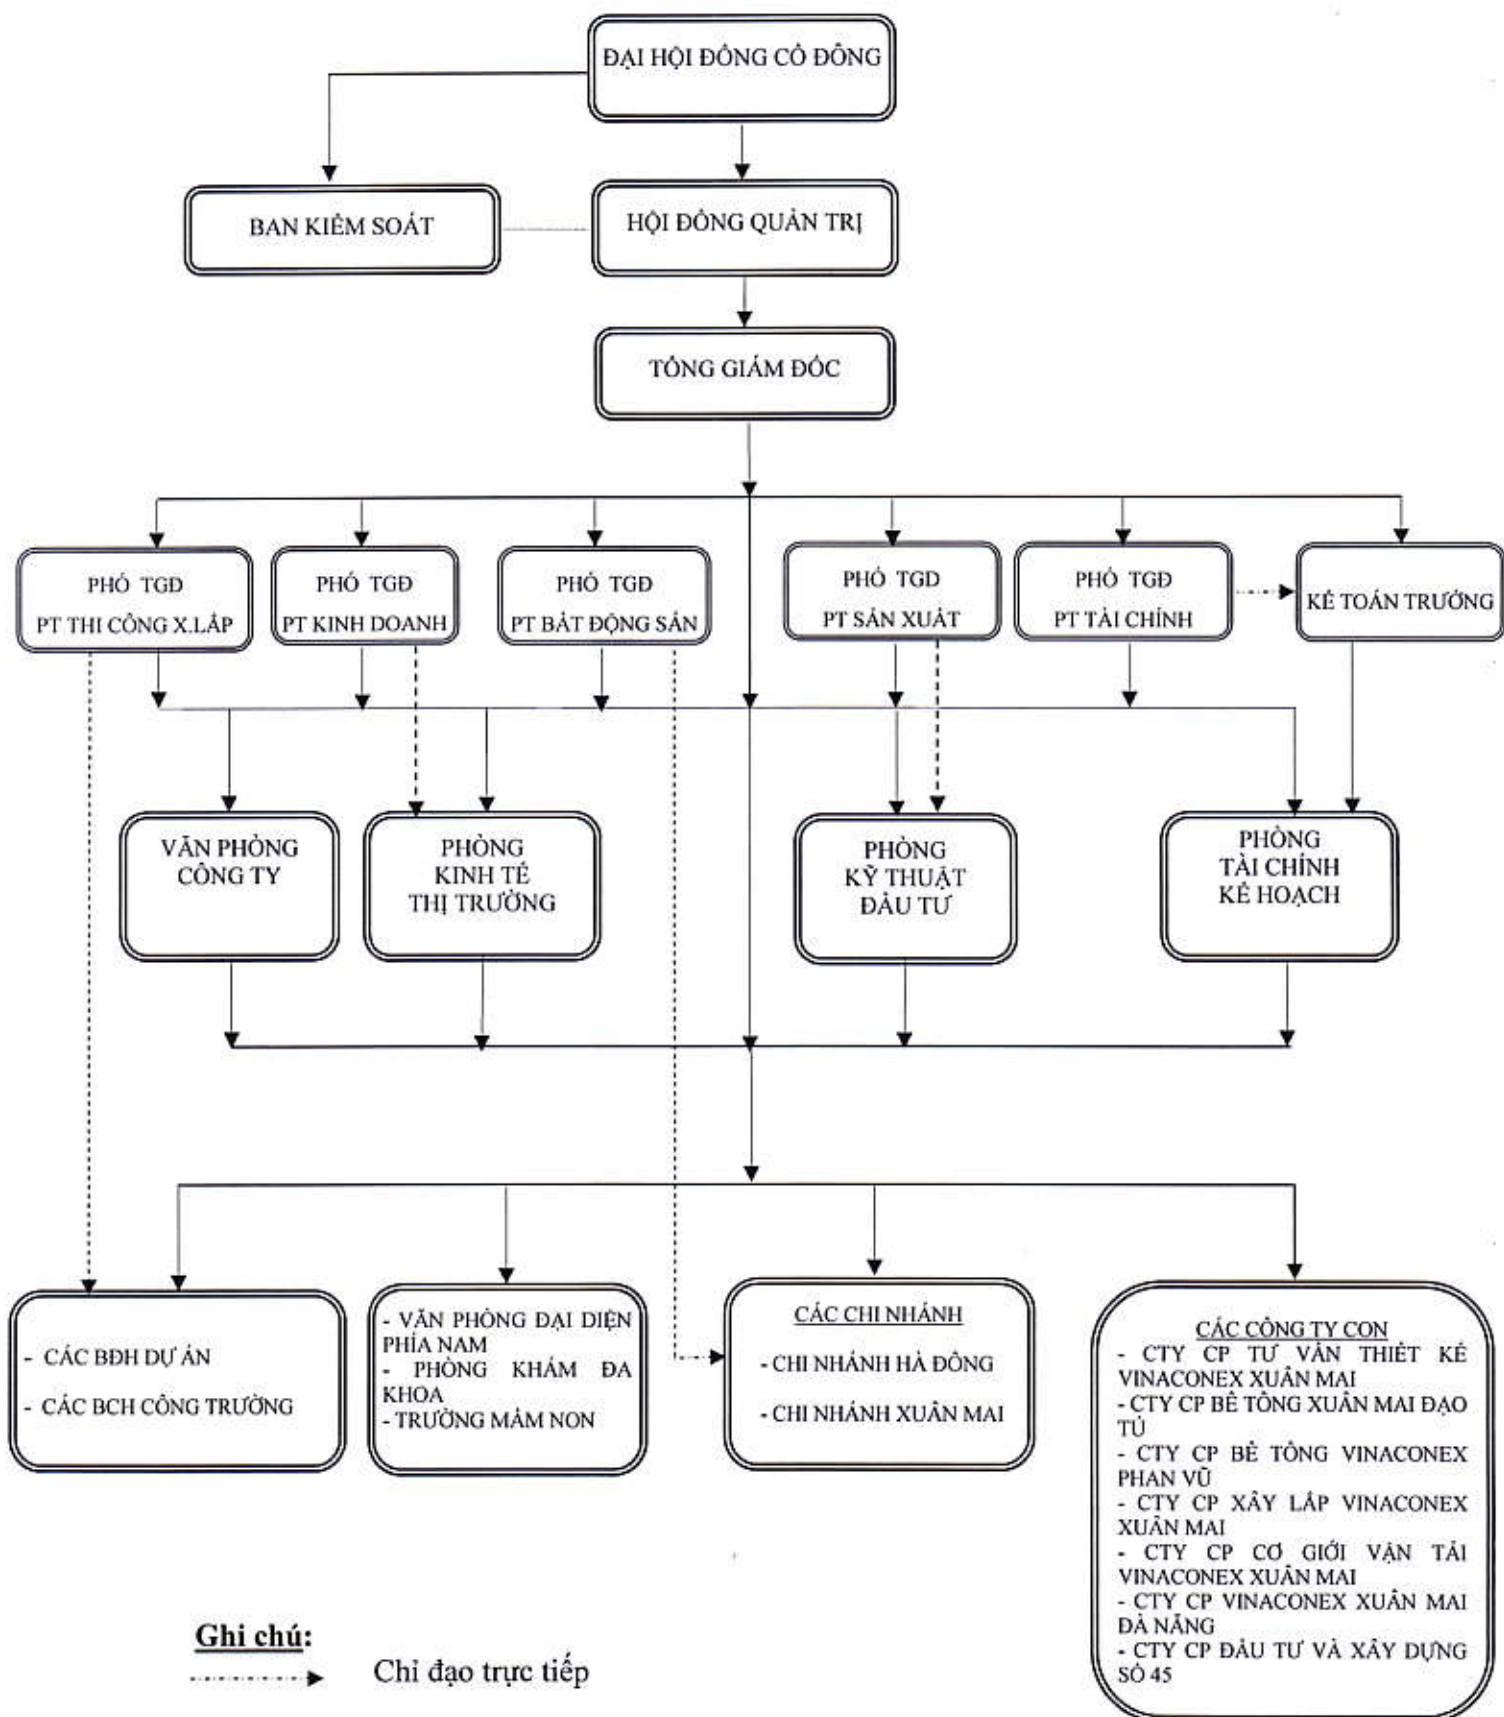 ĐẠI HỘI ĐỒNG CỔ ĐÔNG
BAN KIỂM SOÁT
HỘI ĐỒNG QUẢN TRỊ
TỔNG GIÁM ĐỐC
PHÓ TGĐ
PT THI CÔNG X.LẮP
PHÓ TGĐ
PT KINH DOANH
PHÓ TGĐ
PT BẤT ĐỘNG SẢN
PHÓ TGD
PT SẢN XUẤT
PHÓ TGĐ
PT TÀI CHÍNH
KẾ TOÁN TRƯỞNG
VĂN PHÒNG
CÔNG TY
PHÒNG
KINH TẾ
THỊ TRƯỜNG
PHÒNG
KỸ THUẬT
ĐẦU TƯ
PHÒNG
TÀI CHÍNH
KẾ HOẠCH
- CÁC BĐH DỰ ÁN
- CÁC BCH CÔNG TRƯỜNG
- VĂN PHÒNG ĐẠI DIỆN
PHÍA NAM
- PHÒNG KHÁM ĐA
KHOA
- TRƯỜNG MẦM NON
CÁC CHI NHÁNH
- CHI NHÁNH HÀ ĐÔNG
- CHI NHÁNH XUÂN MAI
CÁC CÔNG TY CON
- CTY CP TƯ VẤN THIẾT KẾ
VINACONEX XUÂN MAI
- CTY CP BÊ TÔNG XUÂN MAI ĐẠO
TÚ
- CTY CP BÊ TÔNG VINACONEX
PHAN VŨ
- CTY CP XÂY LẮP VINACONEX
XUÂN MAI
- CTY CP CƠ GIỚI VẬN TẢI
VINACONEX XUÂN MAI
- CTY CP VINACONEX XUÂN MAI
ĐÀ NẴNG
- CTY CP ĐẦU TƯ VÀ XÂY DỰNG
SỐ 45
Ghi chú:
Chỉ đạo trực tiếp